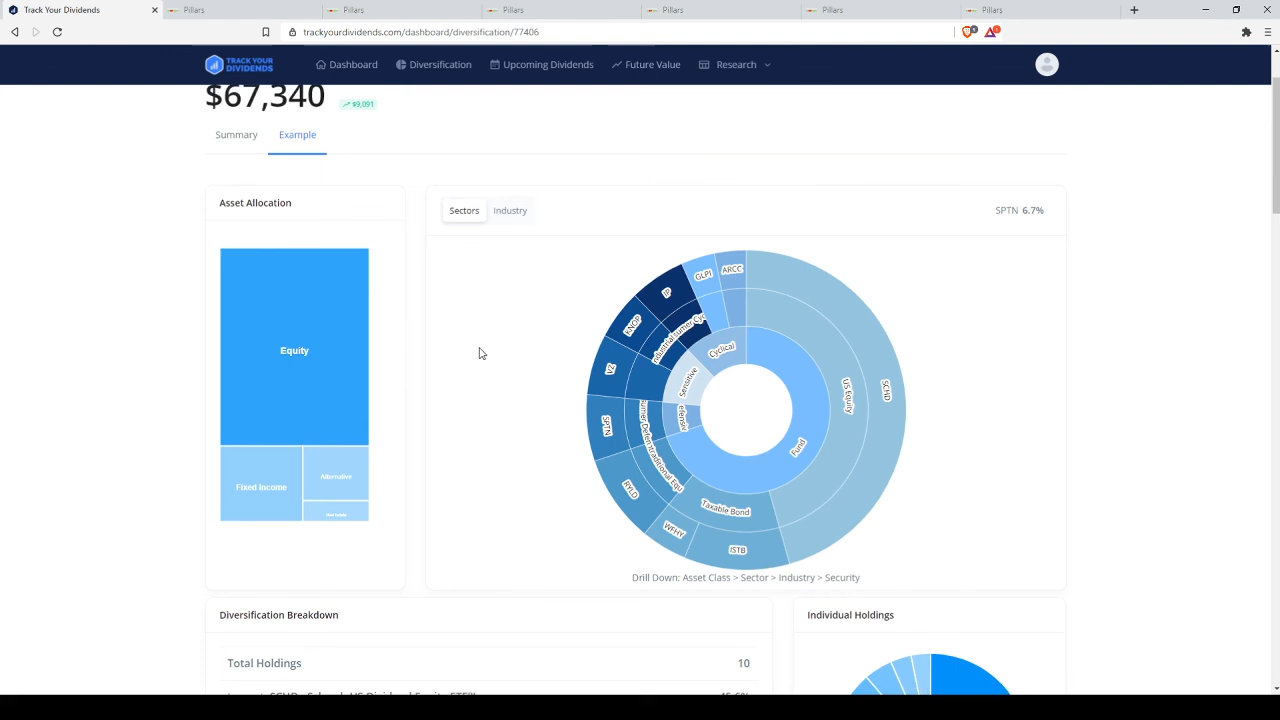 Track Your Dividends
Pillars
Pillars
Pillars
Pillars
Pillars
Pillars
trackyourdividends.com/dashboard/diversification/77406
TRACK YOUR
DIVIDENDS
Dashboard
Diversification
Upcoming Dividends
Future Value
Research
$67,340
$9,091
Summary
Example
Asset Allocation
Equity
Fixed Income
Alternative
Sectors
Industry
SPTN 6.7%
GLPI
ARCC
IP
KNOP
VZ
SPTN
RYLD
WFHY
ISTB
SCHD
US Equity
Fund
Taxable Bond
Cyclical
Sensitive
Drill Down: Asset Class > Sector > Industry > Security
Diversification Breakdown
Total Holdings
10
Individual Holdings